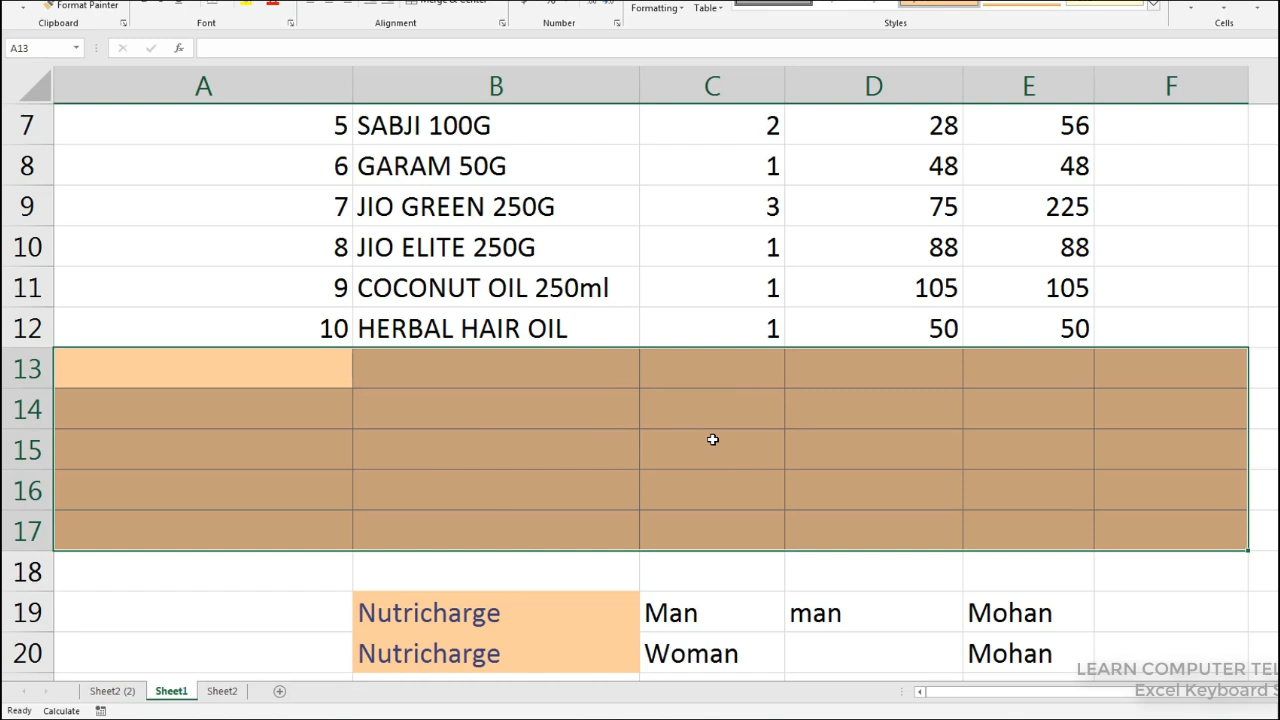 Format Painter
Merge & Center
Formatting Table
Clipboard Font Alignment Number Styles Cells
A13 fx
A B C D E F
7 5 SABJI 100G 2 28 56
8 6 GARAM 50G 1 48 48
9 7 JIO GREEN 250G 3 75 225
10 8 JIO ELITE 250G 1 88 88
11 9 COCONUT OIL 250ml 1 105 105
12 10 HERBAL HAIR OIL 1 50 50
13
14
15
16
17
18
19 Nutricharge Man man Mohan
20 Nutricharge Woman Mohan
LEARN COMPUTER TEL
Excel Keyboard S
Sheet2 (2) Sheet1 Sheet2
Ready Calculate